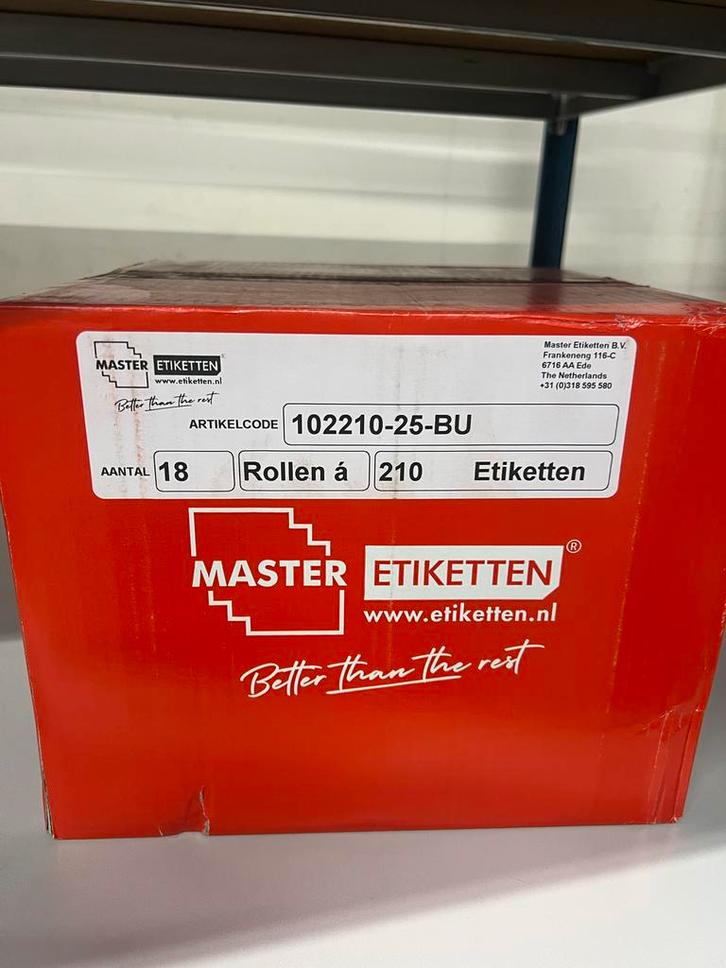 MASTER ETIKETTEN
www.etiketten.nl
Better than the rest
Master Etiketten B.V.
Frankeneng 116-C
6716 AA Ede
The Netherlands
+31 (0)318 595 580
ARTIKELCODE 102210-25-BU
AANTAL 18 Rollen á 210 Etiketten
MASTER ETIKETTEN®
www.etiketten.nl
Better than the rest